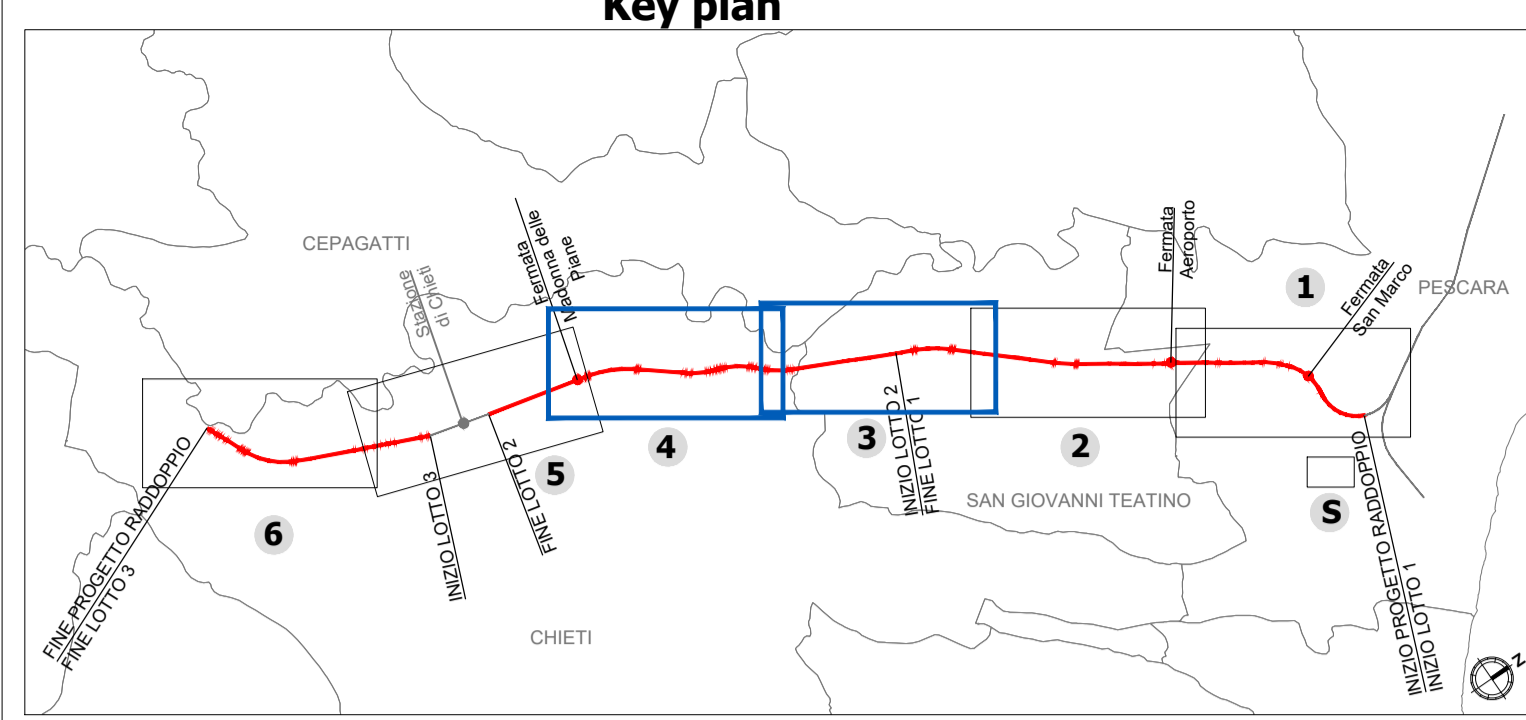 Key plan
CEPAGATTI
Stazione
di Chieti
Fermata
Madonna delle
Piane
Fermata
Aeroporto
1
Fermata
San Marco
PESCARA
4
3
2
5
6
S
INIZIO LOTTO 2
FINE LOTTO 1
SAN GIOVANNI TEATINO
FINE LOTTO 2
INIZIO LOTTO 3
FINE PROGETTO RADDOPPIO
FINE LOTTO 3
CHIETI
INIZIO PROGETTO RADDOPPIO
INIZIO LOTTO 1
N